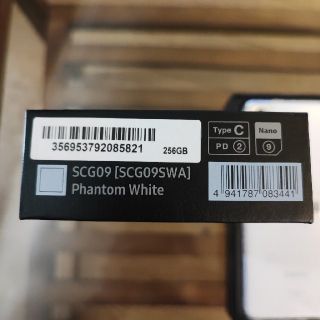 356953792085821 256GB
Type C Nano
PD 2 9
SCG09 [SCG09SWA]
Phantom White
4 941787 083441